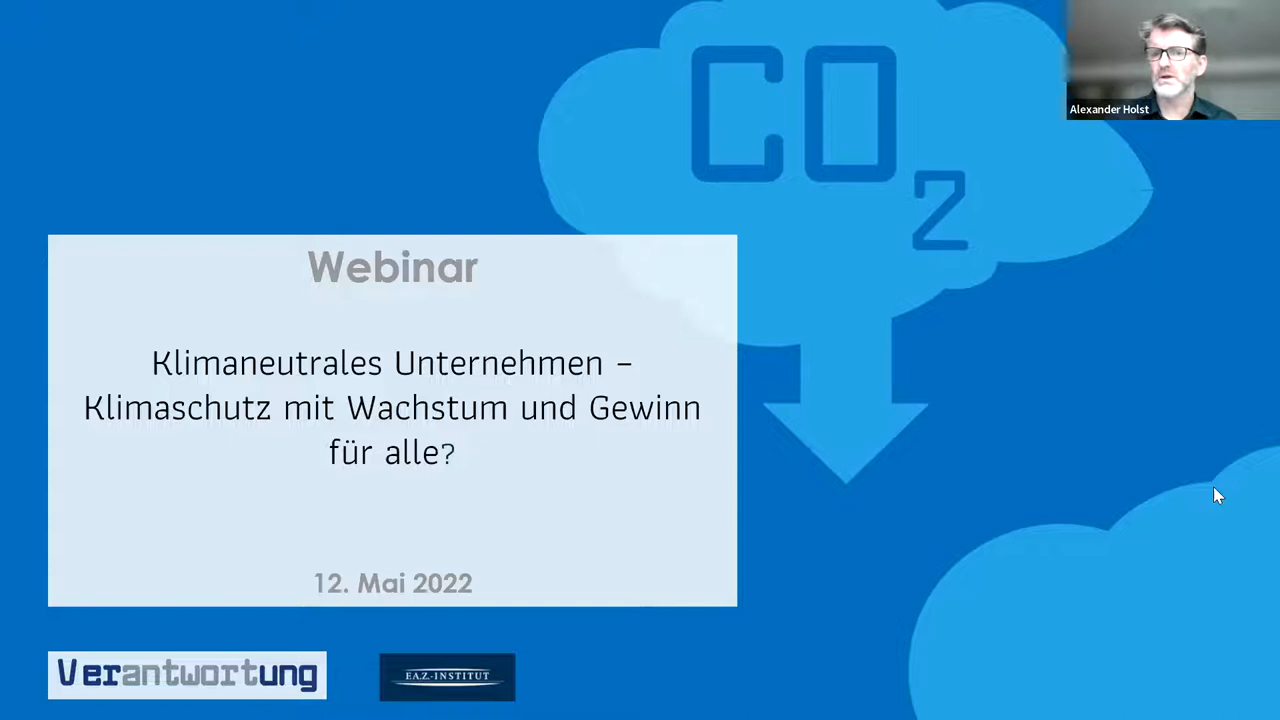 CO2
Alexander Holst
Webinar
Klimaneutrales Unternehmen –
Klimaschutz mit Wachstum und Gewinn
für alle?
12. Mai 2022
Verantwortung
F.A.Z.-INSTITUT